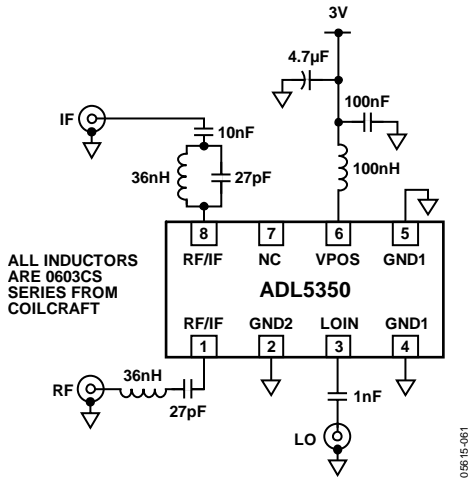 3V
4.7µF
100nF
IF
10nF
36nH
27pF
100nH
8
7
6
5
RF/IF
NC
VPOS
GND1
ALL INDUCTORS
ARE 0603CS
SERIES FROM
COILCRAFT
ADL5350
RF/IF
GND2
LOIN
GND1
1
2
3
4
36nH
RF
27pF
1nF
LO
05615-061